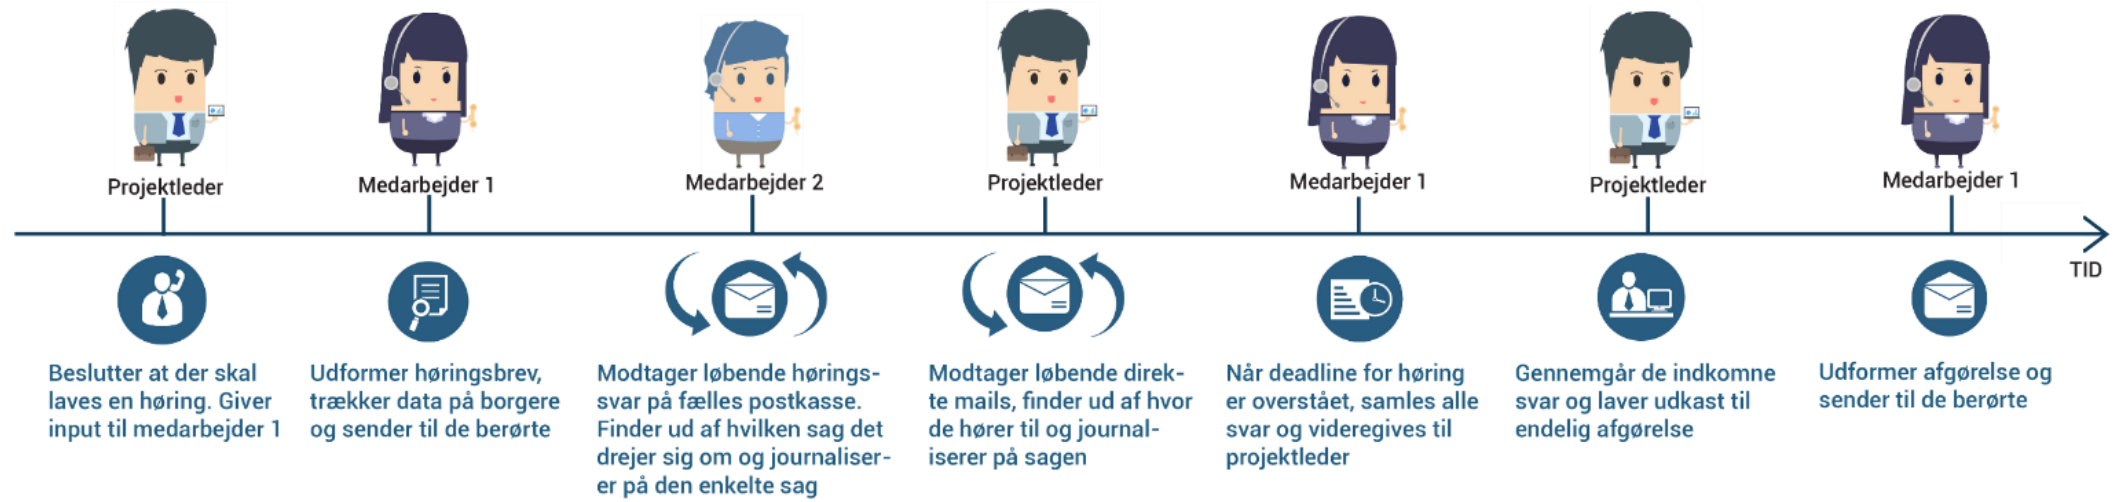 Projektleder
Medarbejder 1
Medarbejder 2
Projektleder
Medarbejder 1
Projektleder
Medarbejder 1
TID
Beslutter at der skal
laves en høring. Giver
input til medarbejder 1
Udformer høringsbrev,
trækker data på borgere
og sender til de berørte
Modtager løbende hørings-
svar på fælles postkasse.
Finder ud af hvilken sag det
drejer sig om og journaliser-
er på den enkelte sag
Modtager løbende direk-
te mails, finder ud af hvor
de hører til og journal-
iserer på sagen
Når deadline for høring
er overstået, samles alle
svar og videregives til
projektleder
Gennemgår de indkomne
svar og laver udkast til
endelig afgørelse
Udformer afgørelse og
sender til de berørte